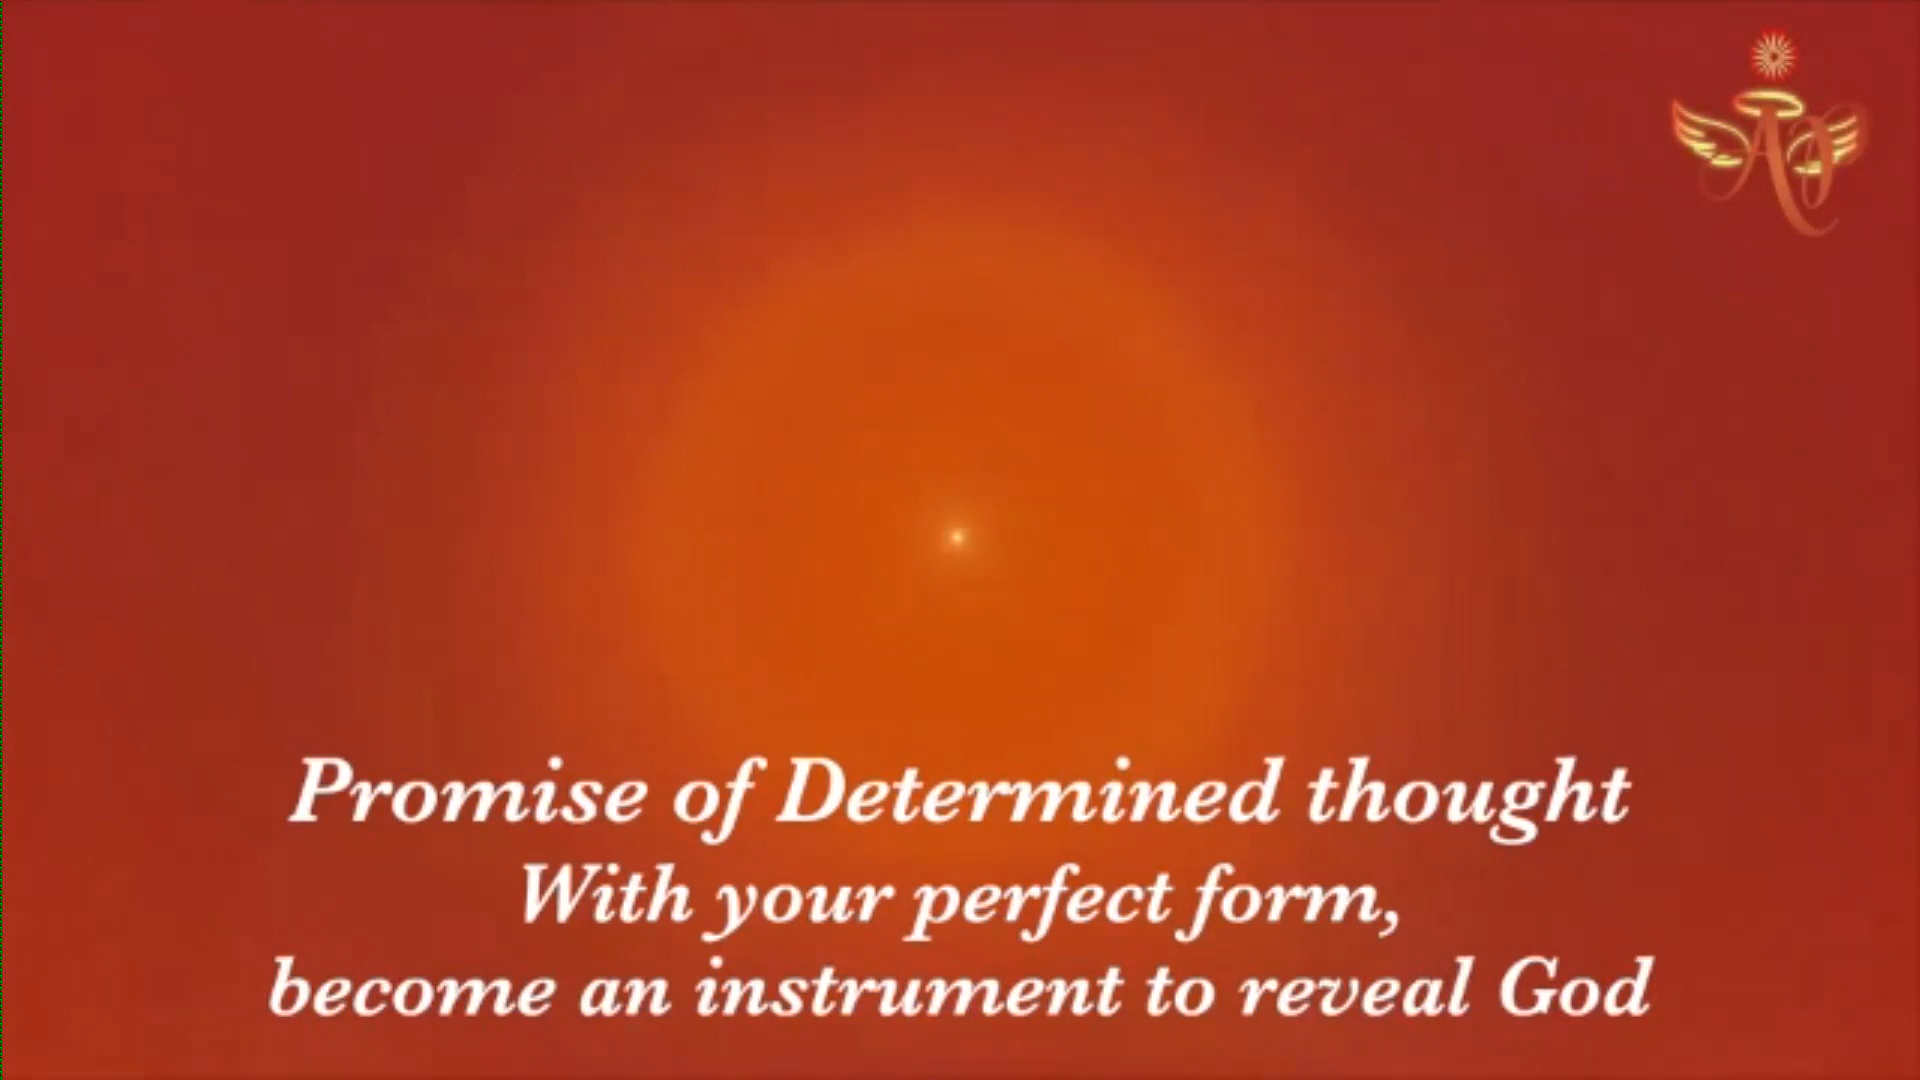 Promise of Determined thought
With your perfect form,
become an instrument to reveal God